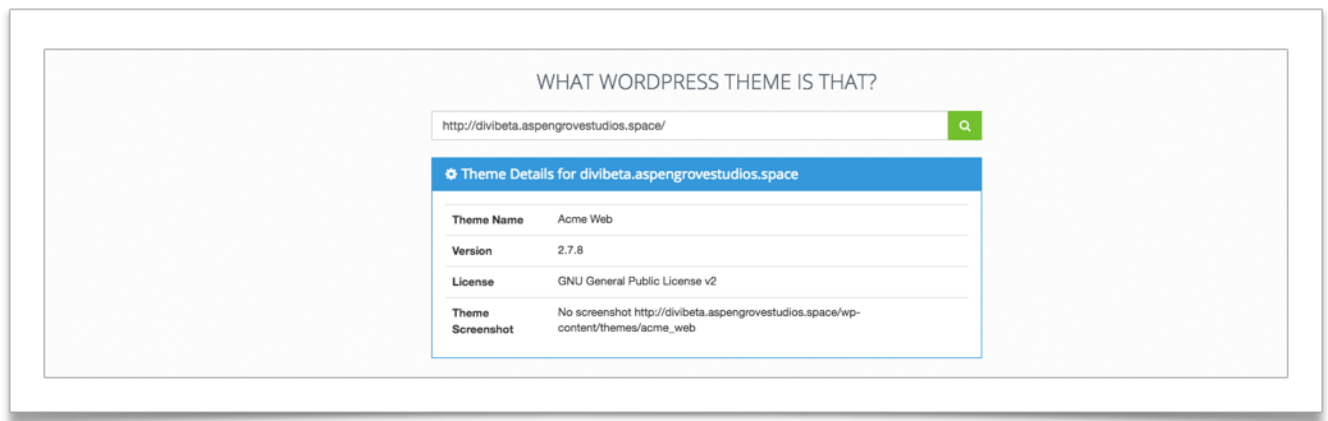 WHAT WORDPRESS THEME IS THAT?
http://divibeta.aspengrovestudios.space/
Theme Details for divibeta.aspengrovestudios.space
Theme Name Acme Web
Version 2.7.8
License GNU General Public License v2
Theme Screenshot No screenshot http://divibeta.aspengrovestudios.space/wp-
content/themes/acme_web